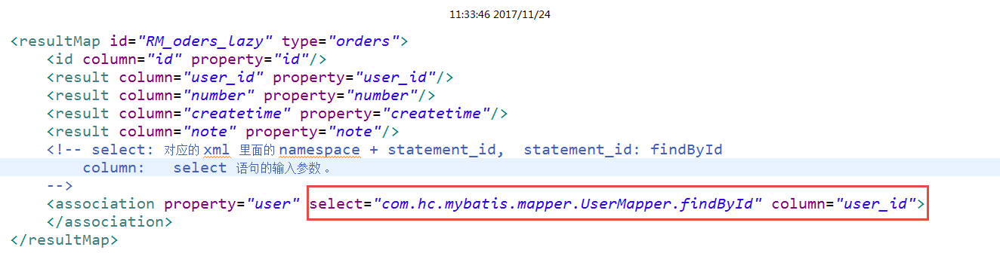 11:33:46 2017/11/24
<resultMap id="RM_oders_lazy" type="orders">
    <id column="id" property="id"/>
    <result column="user_id" property="user_id"/>
    <result column="number" property="number"/>
    <result column="createtime" property="createtime"/>
    <result column="note" property="note"/>
    <!-- select: 对应的 xml 里面的 namespace + statement_id,  statement_id: findById
        column:   select 语句的输入参数 。
    -->
    <association property="user" select="com.hc.mybatis.mapper.UserMapper.findById" column="user_id">
    </association>
</resultMap>